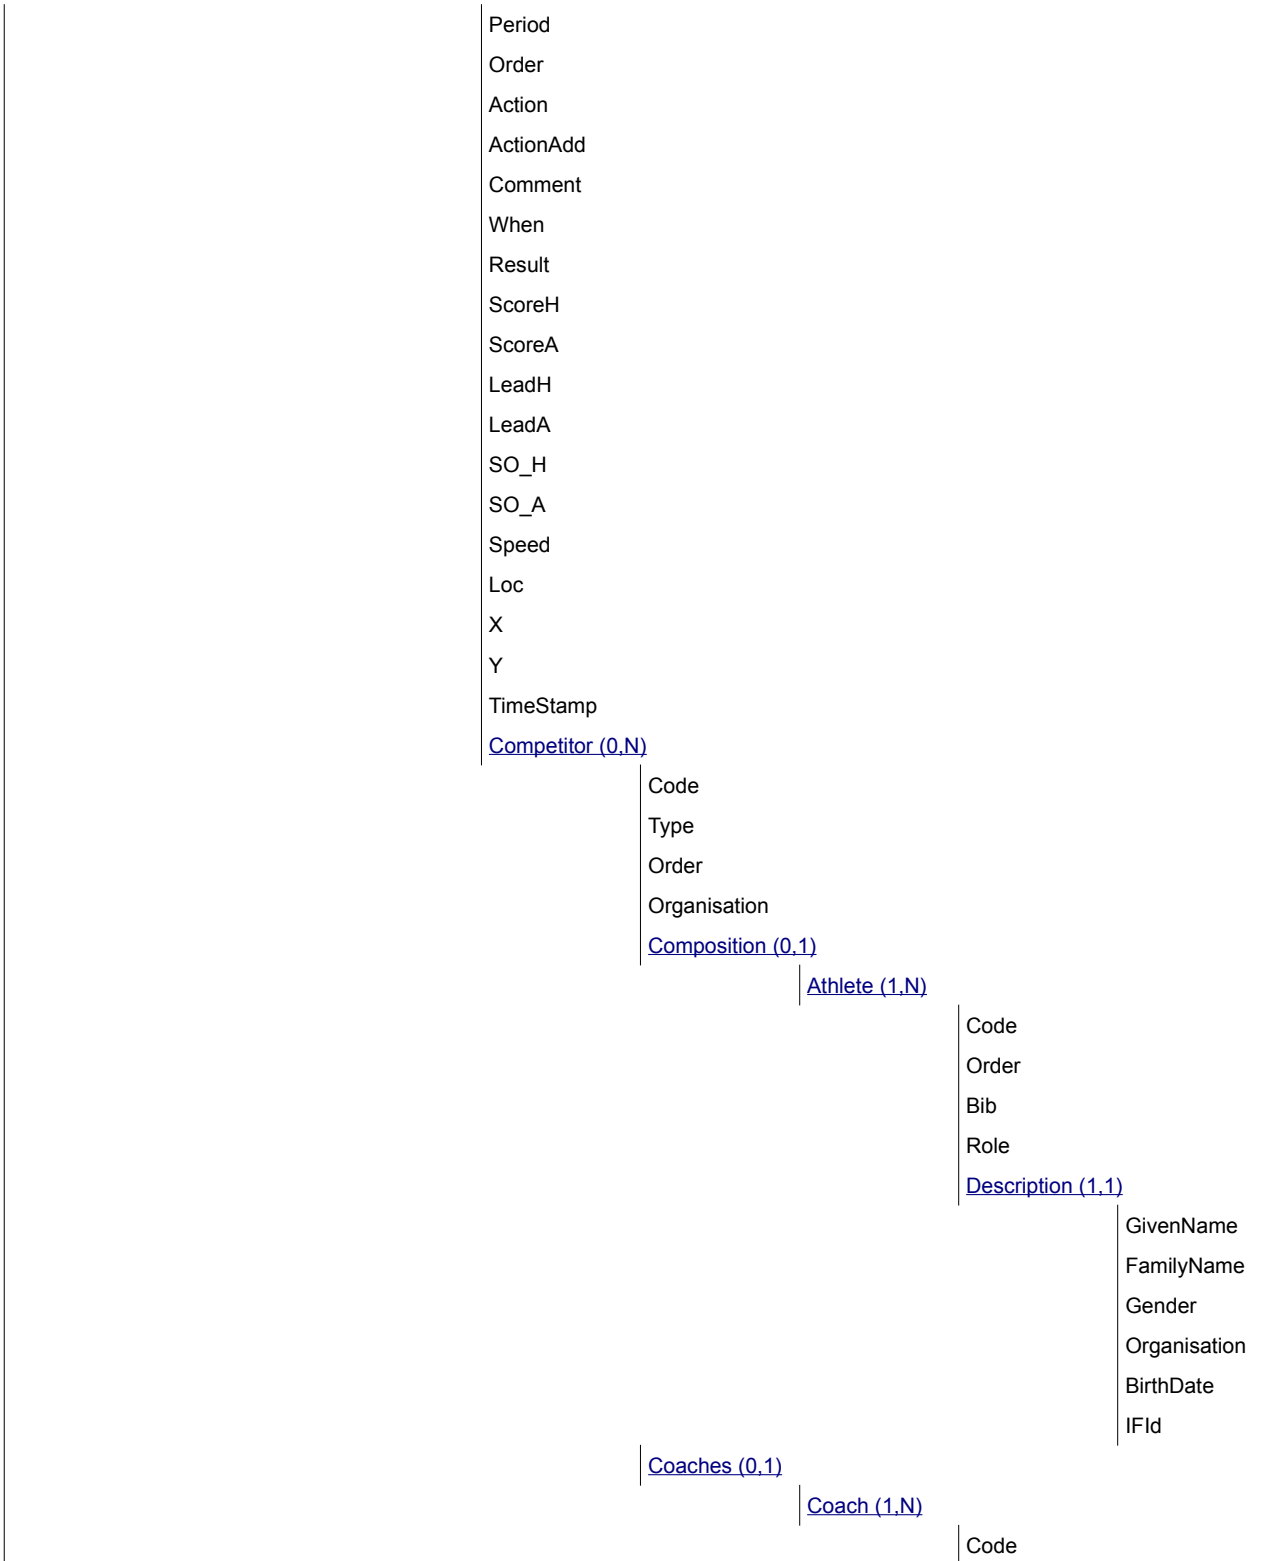 Period
Order
Action
ActionAdd
Comment
When
Result
ScoreH
ScoreA
LeadH
LeadA
SO_H
SO_A
Speed
Loc
X
Y
TimeStamp
Competitor (0,N)
Code
Type
Order
Organisation
Composition (0,1)
Athlete (1,N)
Code
Order
Bib
Role
Description (1,1)
GivenName
FamilyName
Gender
Organisation
BirthDate
IFId
Coaches (0,1)
Coach (1,N)
Code